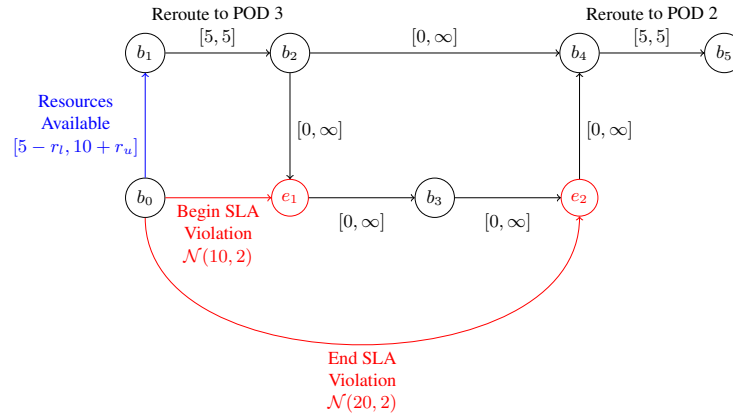 Reroute to POD 3
Reroute to POD 2
b₁
[5, 5]
b₂
[0, ∞]
b₄
[5, 5]
b₅
Resources
Available
[5 − rₗ, 10 + rᵤ]
[0, ∞]
[0, ∞]
b₀
e₁
b₃
e₂
Begin SLA
Violation
𝒩(10, 2)
[0, ∞]
[0, ∞]
End SLA
Violation
𝒩(20, 2)